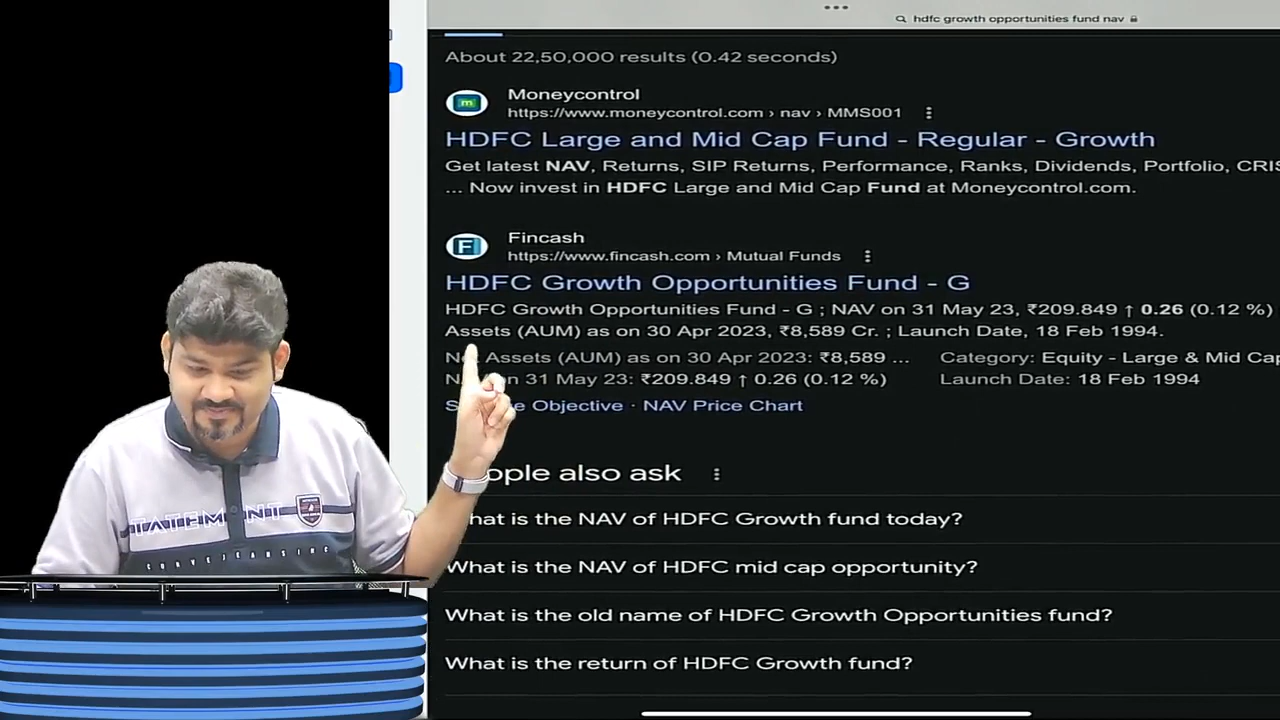 hdfc growth opportunities fund nav
About 22,50,000 results (0.42 seconds)
Moneycontrol
https://www.moneycontrol.com › nav › MMS001
HDFC Large and Mid Cap Fund - Regular - Growth
Get latest NAV, Returns, SIP Returns, Performance, Ranks, Dividends, Portfolio, CRIS
... Now invest in HDFC Large and Mid Cap Fund at Moneycontrol.com.
Fincash
https://www.fincash.com › Mutual Funds
HDFC Growth Opportunities Fund - G
HDFC Growth Opportunities Fund - G ; NAV on 31 May 23, ₹209.849 ↑ 0.26 (0.12 %)
Assets (AUM) as on 30 Apr 2023, ₹8,589 Cr. ; Launch Date, 18 Feb 1994.
Assets (AUM) as on 30 Apr 2023: ₹8,589 ... Category: Equity - Large & Mid Cap
on 31 May 23: ₹209.849 ↑ 0.26 (0.12 %) Launch Date: 18 Feb 1994
Objective · NAV Price Chart
ople also ask
hat is the NAV of HDFC Growth fund today?
hat is the NAV of HDFC mid cap opportunity?
What is the old name of HDFC Growth Opportunities fund?
What is the return of HDFC Growth fund?
TATEMENT
CONVEJEANSINC